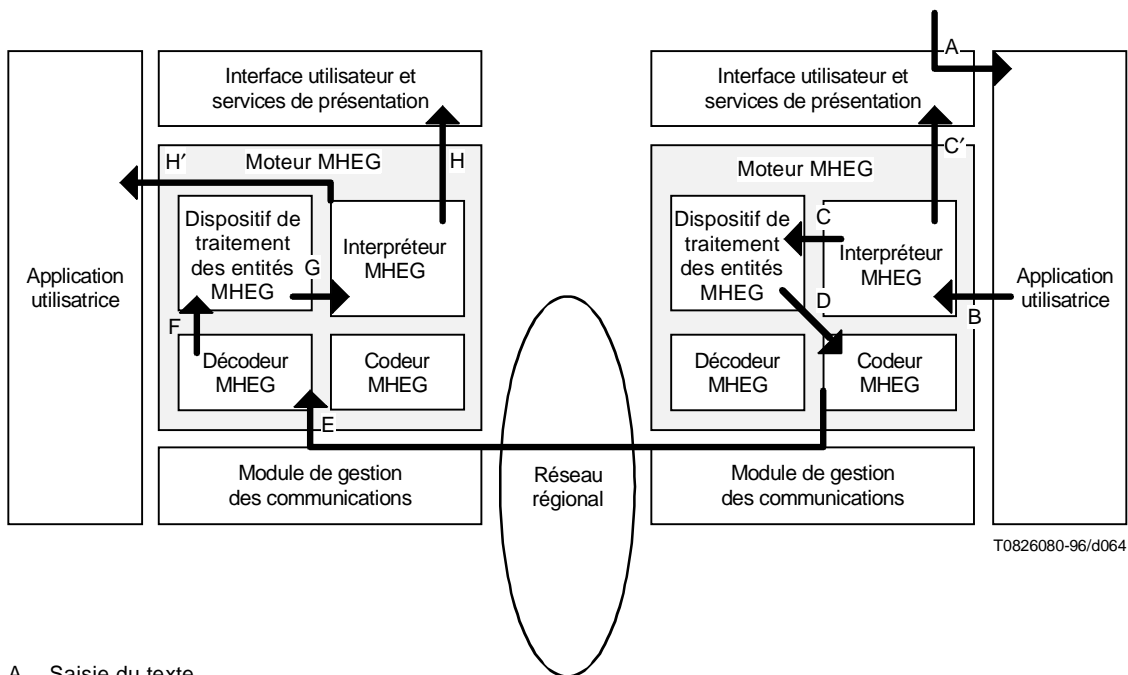 A
Interface utilisateur et
services de présentation
Interface utilisateur et
services de présentation
H′
Moteur MHEG
H
Moteur MHEG
C′
Application
utilisatrice
Dispositif de
traitement
des entités
MHEG
G
Interpréteur
MHEG
Dispositif de
traitement
des entités
MHEG
C
Interpréteur
MHEG
D
B
Application
utilisatrice
F
Décodeur
MHEG
Codeur
MHEG
Décodeur
MHEG
Codeur
MHEG
E
Module de gestion
des communications
Réseau
régional
Module de gestion
des communications
T0826080-96/d064
A Saisie du texte